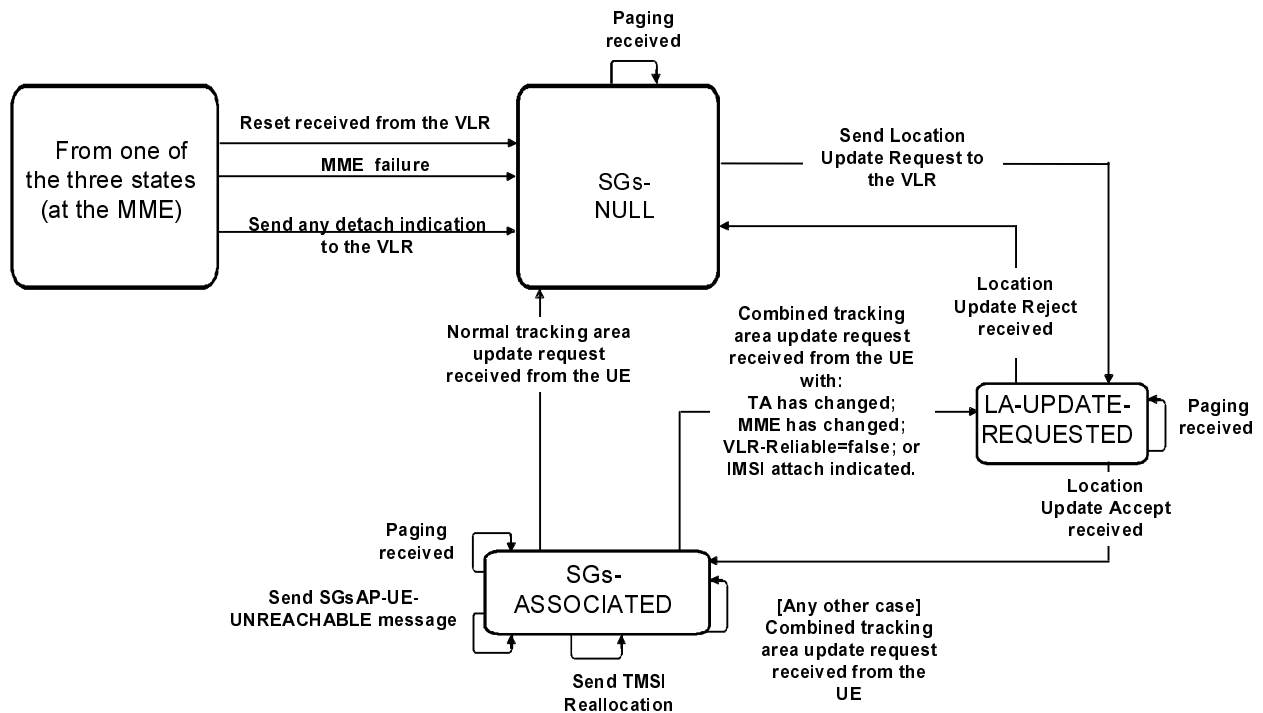 Paging
received
From one of
the three states
(at the MME)
Reset received from the VLR
MME failure
Send any detach indication
to the VLR
SGs-
NULL
Send Location
Update Request to
the VLR
Location
Update Reject
received
Normal tracking area
update request
received from the UE
Combined tracking
area update request
received from the UE
with:
TA has changed;
MME has changed;
VLR-Reliable=false; or
IMSI attach indicated.
LA-UPDATE-
REQUESTED
Paging
received
Location
Update Accept
received
Paging
received
SGs-
ASSOCIATED
Send SGsAP-UE-
UNREACHABLE message
Send TMSI
Reallocation
[Any other case]
Combined tracking
area update request
received from the
UE